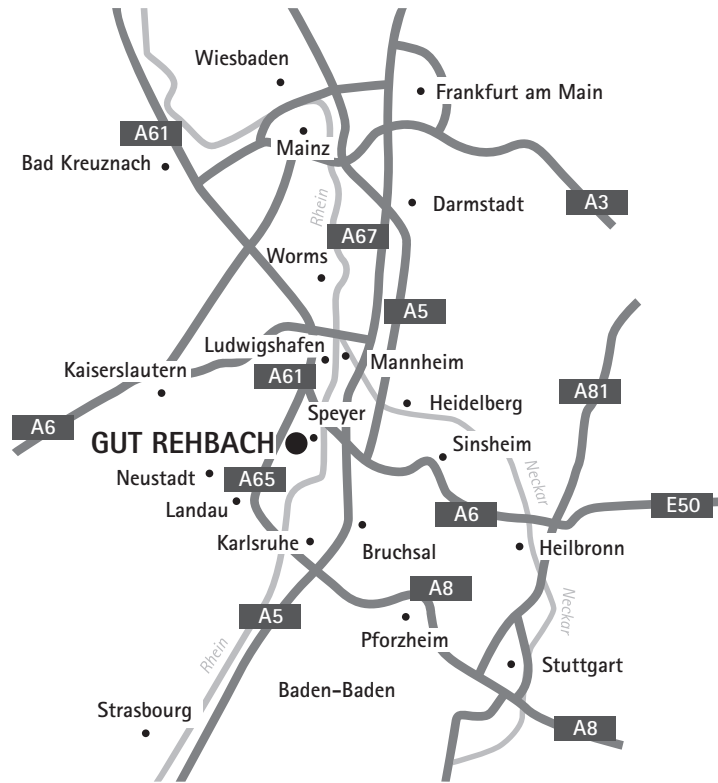 Wiesbaden
Frankfurt am Main
A61
Mainz
Bad Kreuznach
Rhein
Darmstadt
A3
A67
Worms
A5
Ludwigshafen
Mannheim
Kaiserslautern
A61
A81
Heidelberg
Speyer
A6
GUT REHBACH
Sinsheim
Neustadt
A65
Neckar
Landau
A6
E50
Karlsruhe
Bruchsal
Heilbronn
A8
Neckar
A5
Pforzheim
Rhein
Stuttgart
Baden-Baden
Strasbourg
A8